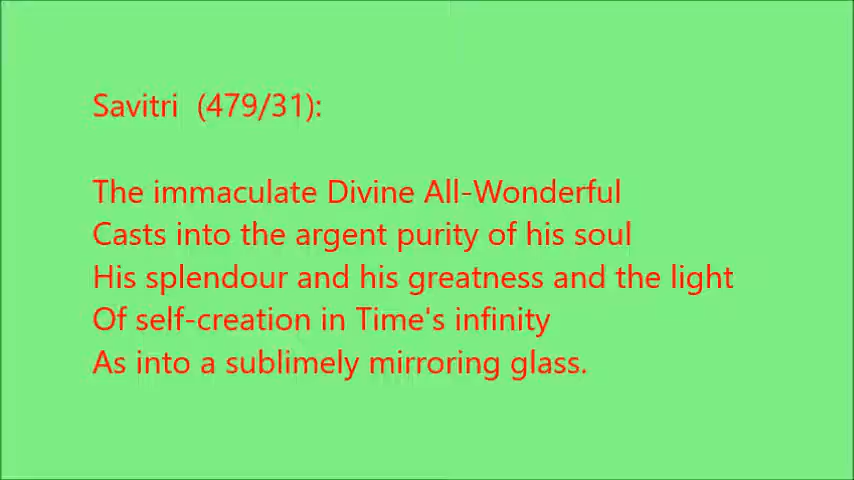 Savitri (479/31):
The immaculate Divine All-Wonderful
Casts into the argent purity of his soul
His splendour and his greatness and the light
Of self-creation in Time's infinity
As into a sublimely mirroring glass.